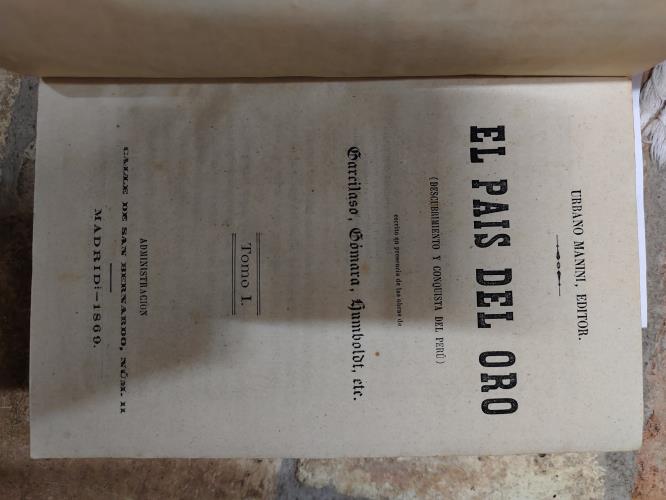 URBANO MANINI, EDITOR.
EL PAIS DEL ORO
(DESCUBRIMIENTO Y CONQUISTA DEL PERÚ)
escrito en presencia de las obras de
Garcilaso, Gómara, Humboldt, etc.
Tomo I.
ADMINISTRACION
CALLE DE SAN BERNARDO, NÚM. 11
MADRID:—1869.